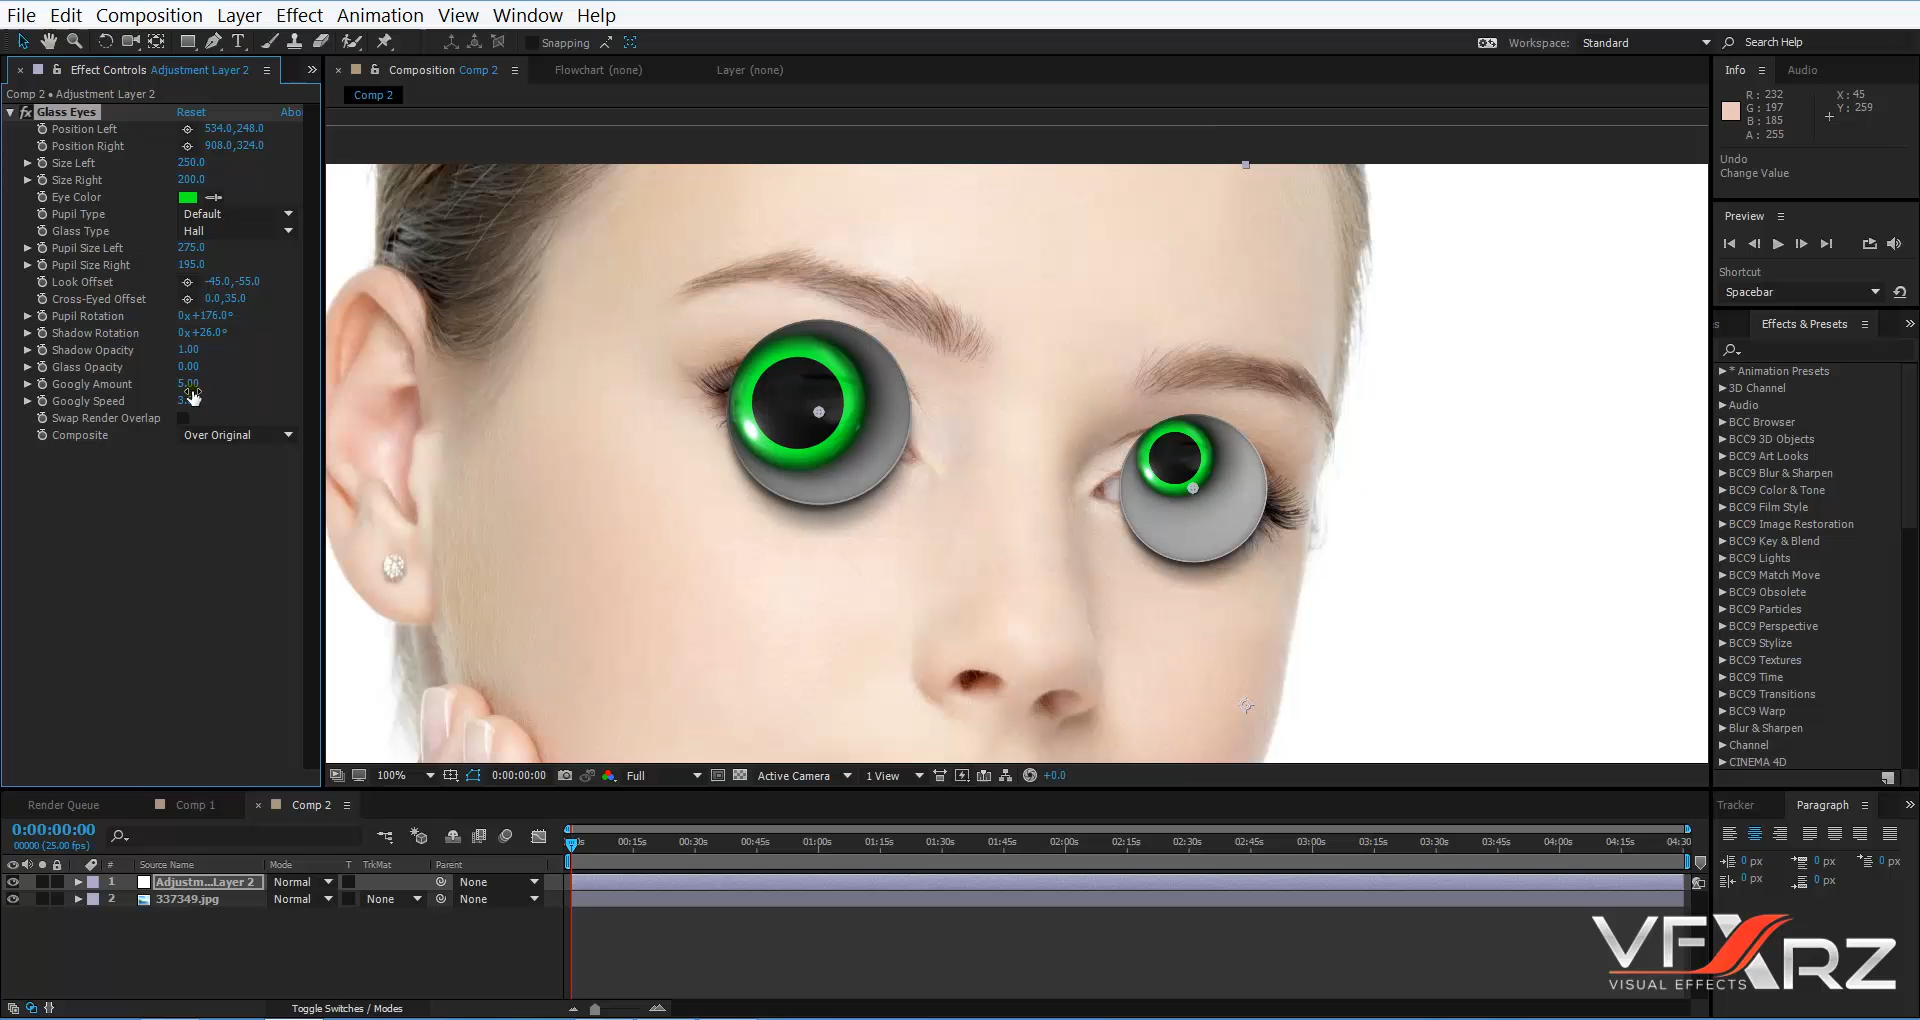 File Edit Composition Layer Effect Animation View Window Help
Snapping
Workspace: Standard
Search Help
Effect Controls Adjustment Layer 2
Comp 2 • Adjustment Layer 2
fx Glass Eyes Reset Abo
Position Left 534.0,248.0
Position Right 908.0,324.0
Size Left 250.0
Size Right 200.0
Eye Color
Pupil Type Default
Glass Type Hall
Pupil Size Left 275.0
Pupil Size Right 195.0
Look Offset -45.0,-55.0
Cross-Eyed Offset 0.0,35.0
Pupil Rotation 0x+176.0°
Shadow Rotation 0x+26.0°
Shadow Opacity 1.00
Glass Opacity 0.00
Googly Amount 5.00
Googly Speed
Swap Render Overlap
Composite Over Original
Composition Comp 2
Flowchart (none)
Layer (none)
Comp 2
100%
0:00:00:00
Full
Active Camera
1 View
+0.0
Info Audio
R: 232 X: 45
G: 197 Y: 259
B: 185
A: 255
Undo
Change Value
Preview
Shortcut
Spacebar
Effects & Presets
* Animation Presets
3D Channel
Audio
BCC Browser
BCC9 3D Objects
BCC9 Art Looks
BCC9 Blur & Sharpen
BCC9 Color & Tone
BCC9 Film Style
BCC9 Image Restoration
BCC9 Key & Blend
BCC9 Lights
BCC9 Match Move
BCC9 Obsolete
BCC9 Particles
BCC9 Perspective
BCC9 Stylize
BCC9 Textures
BCC9 Time
BCC9 Transitions
BCC9 Warp
Blur & Sharpen
Channel
CINEMA 4D
Render Queue Comp 1 Comp 2
0:00:00:00
00000 (25.00 fps)
# Source Name Mode T TrkMat Parent
1 Adjustm...Layer 2 Normal None
2 337349.jpg Normal None None
00:15s 00:30s 00:45s 01:00s 01:15s 01:30s 01:45s 02:00s 02:15s 02:30s 02:45s 03:00s 03:15s 03:30s 03:45s 04:00s 04:15s 04:30
Toggle Switches / Modes
Tracker Paragraph
0 px 0 px 0 px
0 px 0 px
VFXARZ
VISUAL EFFECTS